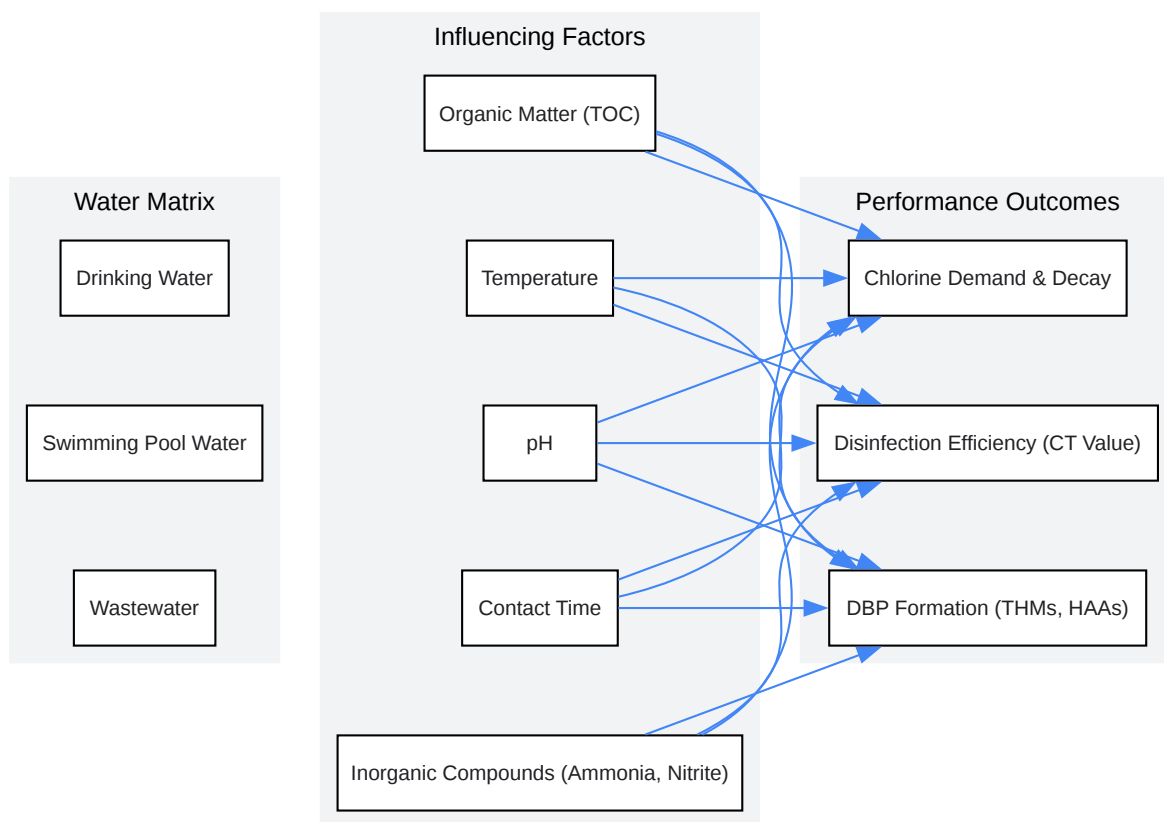 Water Matrix
Drinking Water
Swimming Pool Water
Wastewater
Influencing Factors
Organic Matter (TOC)
Temperature
pH
Contact Time
Inorganic Compounds (Ammonia, Nitrite)
Performance Outcomes
Chlorine Demand & Decay
Disinfection Efficiency (CT Value)
DBP Formation (THMs, HAAs)